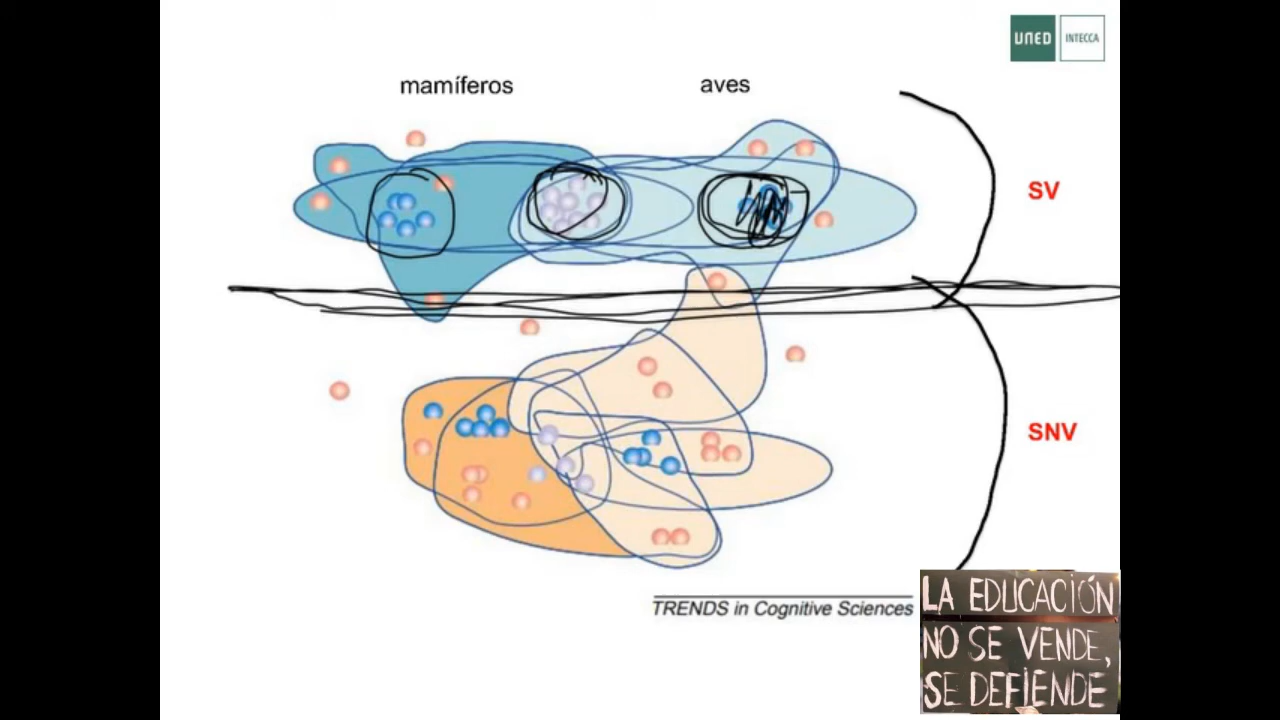 UNED
INTECCA
mamíferos
aves
SV
SNV
TRENDS in Cognitive Sciences
LA EDUCACIÓN
NO SE VENDE,
SE DEFIENDE